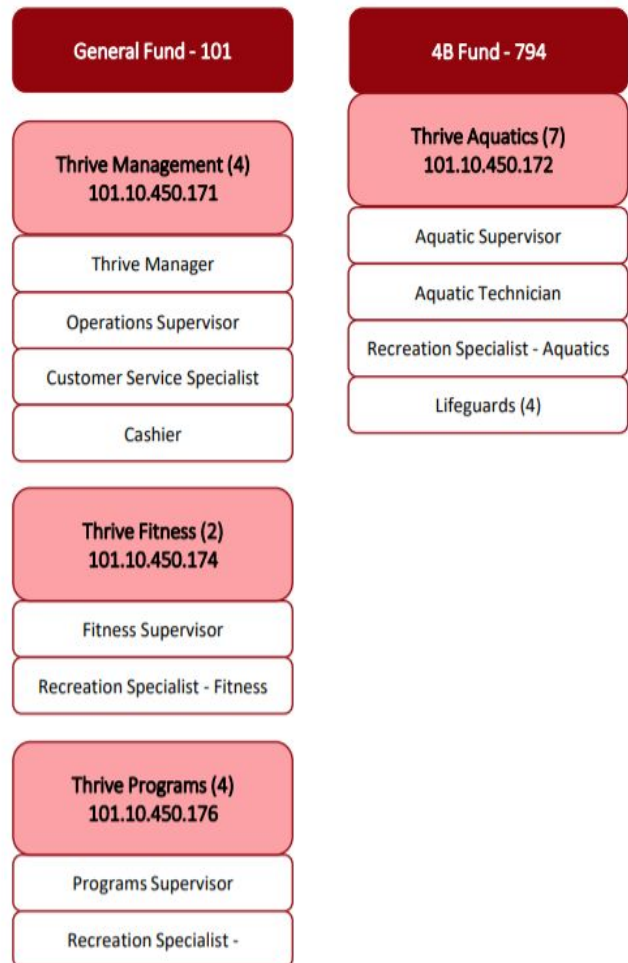 General Fund - 101
Thrive Management (4)
101.10.450.171
Thrive Manager
Operations Supervisor
Customer Service Specialist
Cashier
Thrive Fitness (2)
101.10.450.174
Fitness Supervisor
Recreation Specialist - Fitness
Thrive Programs (4)
101.10.450.176
Programs Supervisor
Recreation Specialist -
4B Fund - 794
Thrive Aquatics (7)
101.10.450.172
Aquatic Supervisor
Aquatic Technician
Recreation Specialist - Aquatics
Lifeguards (4)